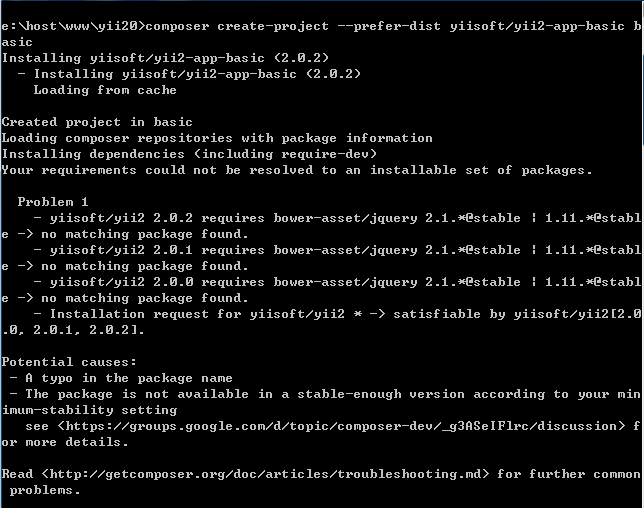 e:\host\www\yii20>composer create-project --prefer-dist yiisoft/yii2-app-basic b
asic
Installing yiisoft/yii2-app-basic (2.0.2)
  - Installing yiisoft/yii2-app-basic (2.0.2)
    Loading from cache

Created project in basic
Loading composer repositories with package information
Installing dependencies (including require-dev)
Your requirements could not be resolved to an installable set of packages.

  Problem 1
    - yiisoft/yii2 2.0.2 requires bower-asset/jquery 2.1.*@stable | 1.11.*@stabl
e -> no matching package found.
    - yiisoft/yii2 2.0.1 requires bower-asset/jquery 2.1.*@stable | 1.11.*@stabl
e -> no matching package found.
    - yiisoft/yii2 2.0.0 requires bower-asset/jquery 2.1.*@stable | 1.11.*@stabl
e -> no matching package found.
    - Installation request for yiisoft/yii2 * -> satisfiable by yiisoft/yii2[2.0
.0, 2.0.1, 2.0.2].

Potential causes:
 - A typo in the package name
 - The package is not available in a stable-enough version according to your min
imum-stability setting
   see <https://groups.google.com/d/topic/composer-dev/_g3ASeIFlrc/discussion> f
or more details.

Read <http://getcomposer.org/doc/articles/troubleshooting.md> for further common
 problems.